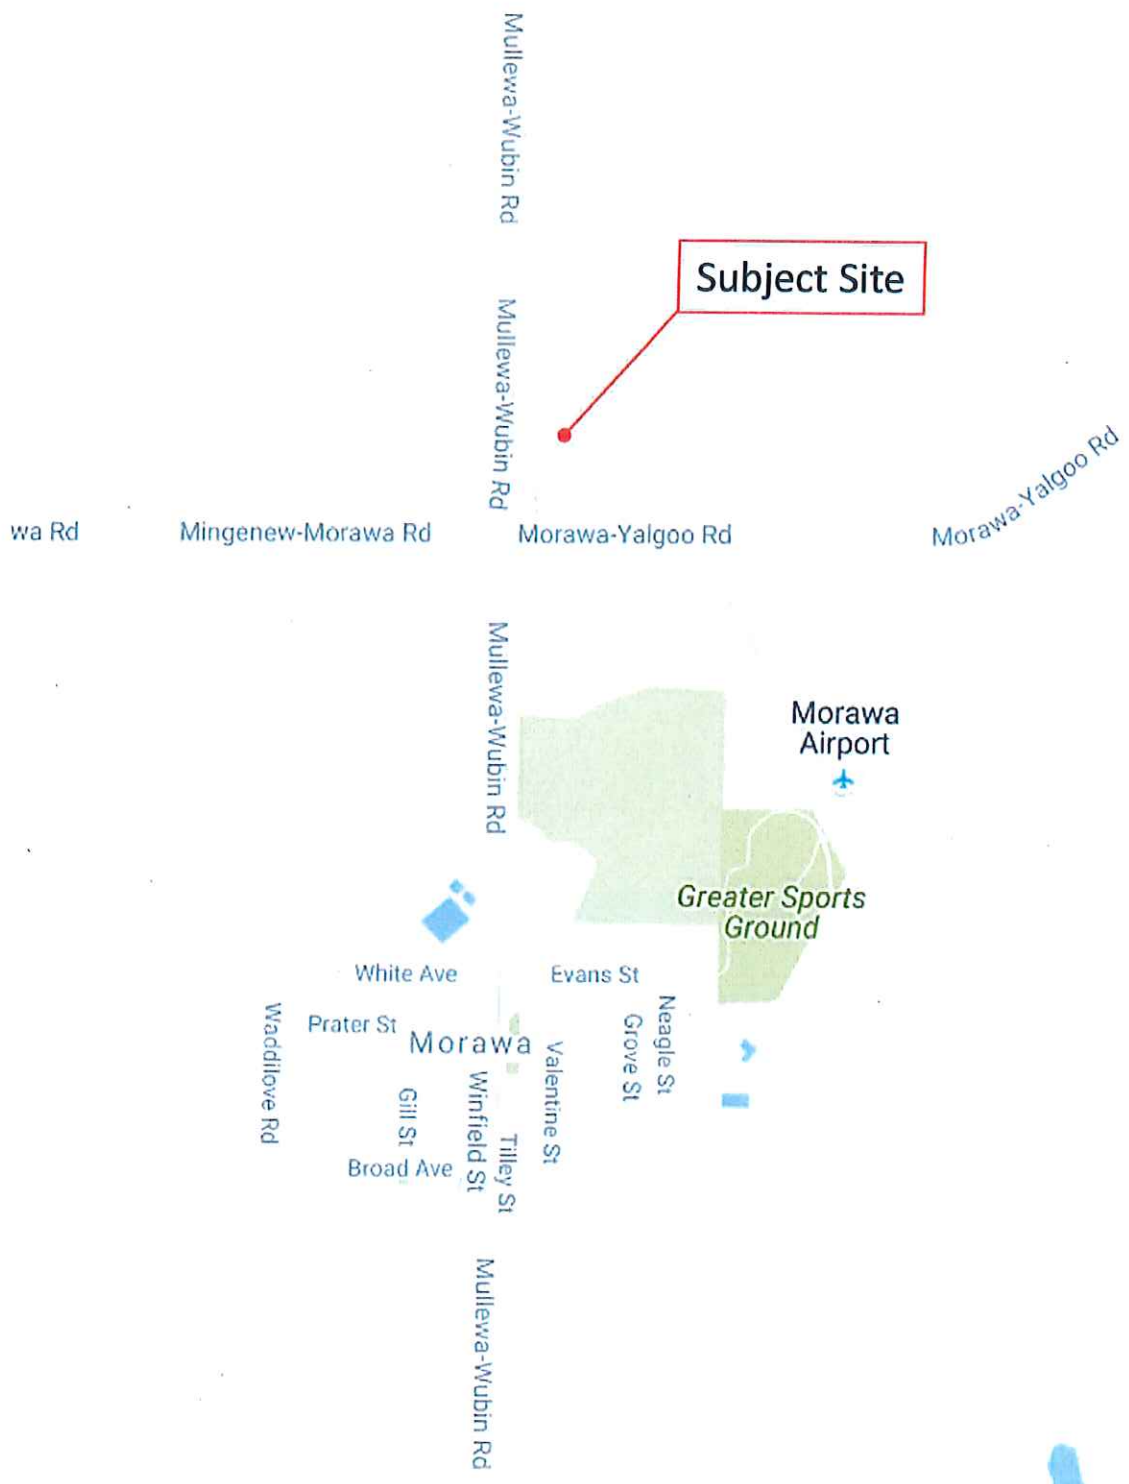 Mullewa-Wubin Rd
Subject Site
Mullewa-Wubin Rd
Morawa-Yalgoo Rd
wa Rd
Mingenew-Morawa Rd
Morawa-Yalgoo Rd
Mullewa-Wubin Rd
Morawa
Airport
Greater Sports
Ground
White Ave
Evans St
Neagle St
Grove St
Waddilove Rd
Prater St
Morawa
Valentine St
Winfield St
Gill St
Tilley St
Broad Ave
Mullewa-Wubin Rd